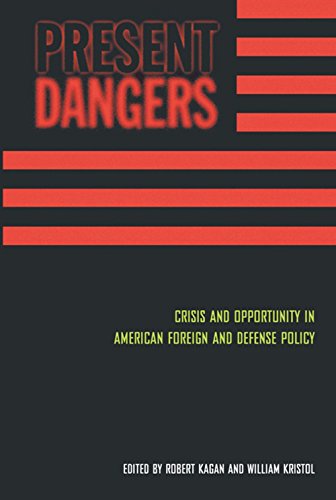 PRESENT
DANGERS
CRISIS AND OPPORTUNITY IN
AMERICAN FOREIGN AND DEFENSE POLICY
EDITED BY ROBERT KAGAN AND WILLIAM KRISTOL